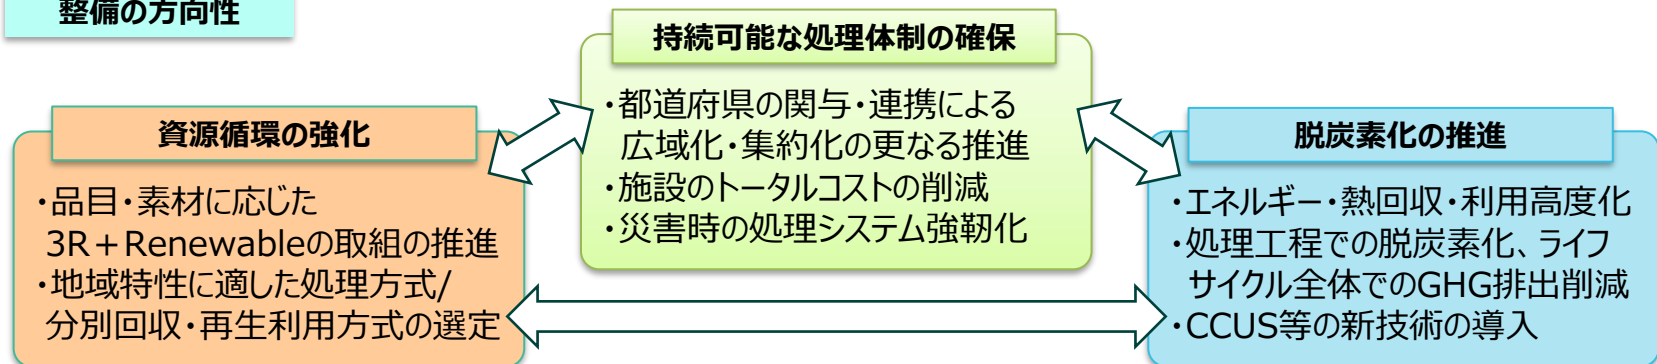 整備の方向性
持続可能な処理体制の確保
・都道府県の関与・連携による
広域化・集約化の更なる推進
・施設のトータルコストの削減
・災害時の処理システム強靭化
資源循環の強化
・品目・素材に応じた
3R＋Renewableの取組の推進
・地域特性に適した処理方式/
分別回収・再生利用方式の選定
脱炭素化の推進
・エネルギー・熱回収・利用高度化
・処理工程での脱炭素化、ライフ
サイクル全体でのGHG排出削減
・CCUS等の新技術の導入